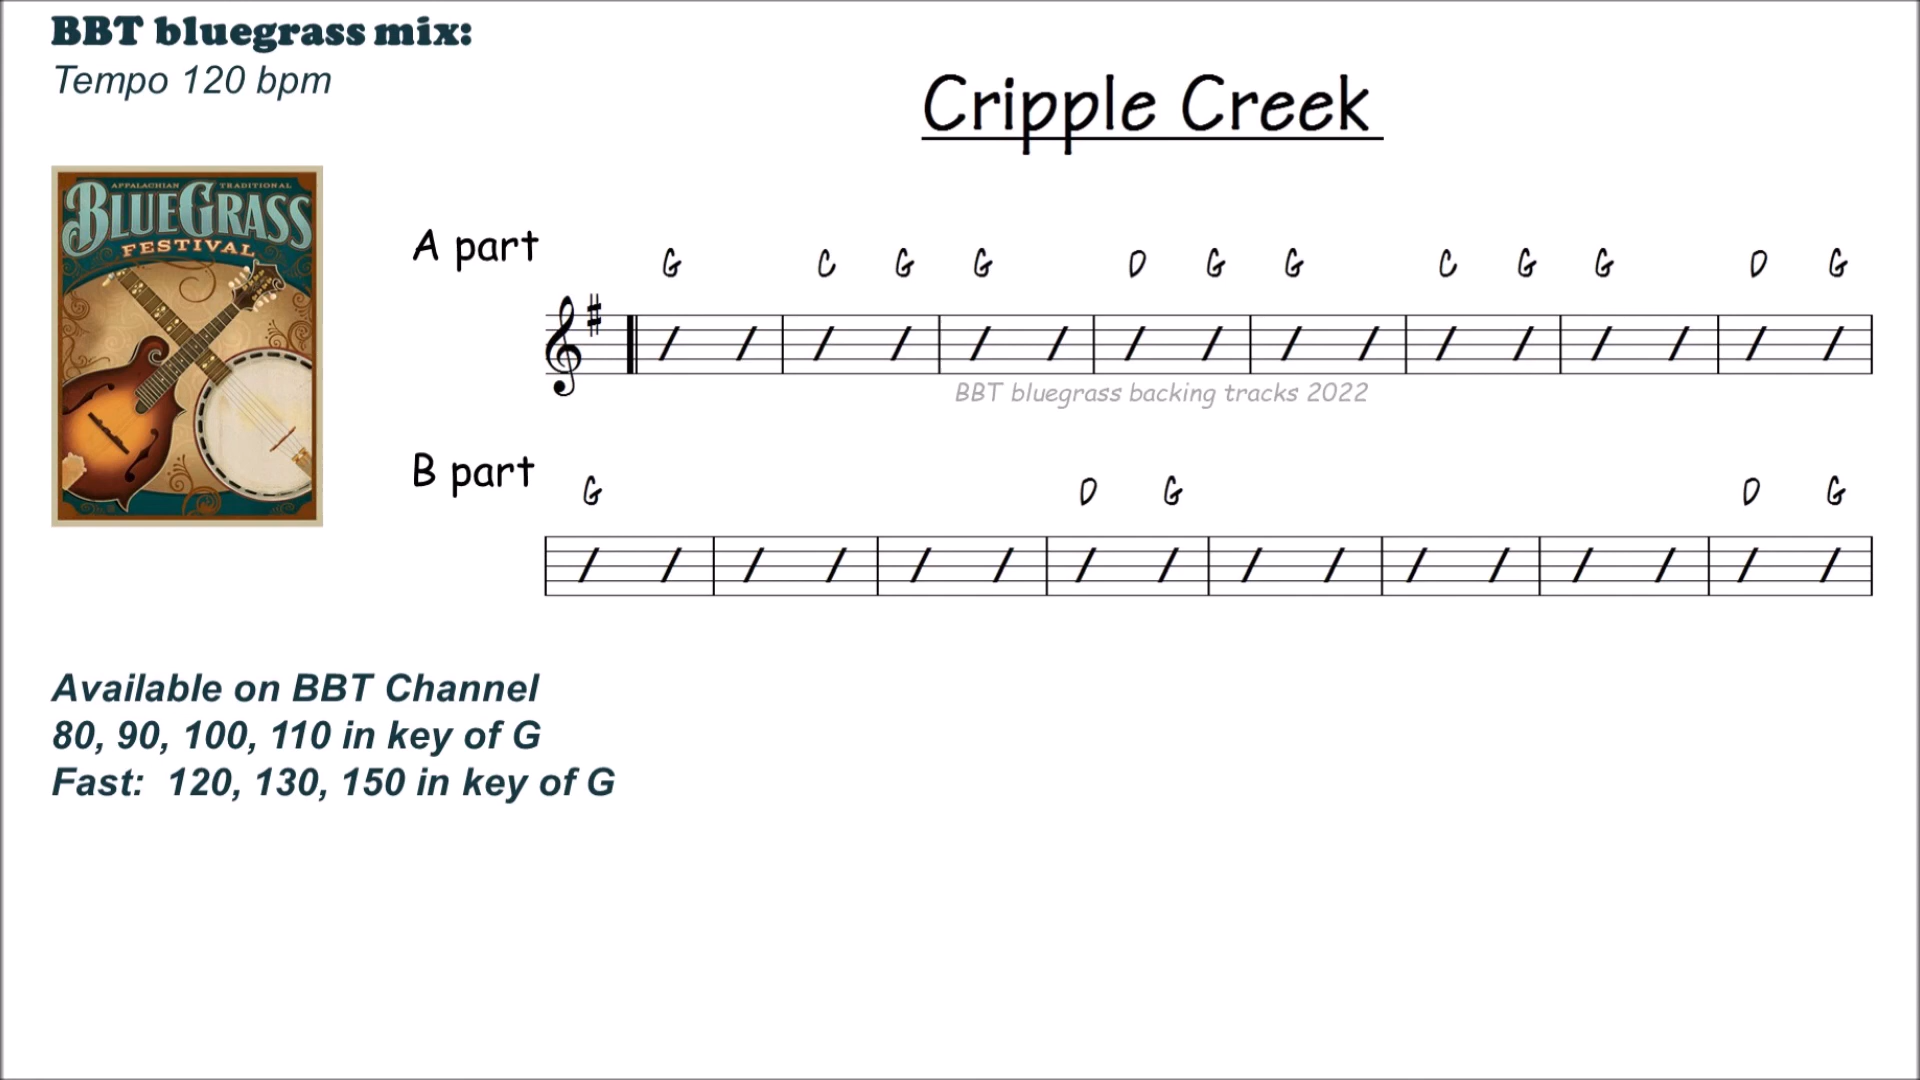 BBT bluegrass mix:
Tempo 120 bpm
Cripple Creek
APPALACHIAN TRADITIONAL
BLUEGRASS
FESTIVAL
A part
G C G G D G G C G G D G
BBT bluegrass backing tracks 2022
B part
G D G D G
Available on BBT Channel
80, 90, 100, 110 in key of G
Fast: 120, 130, 150 in key of G